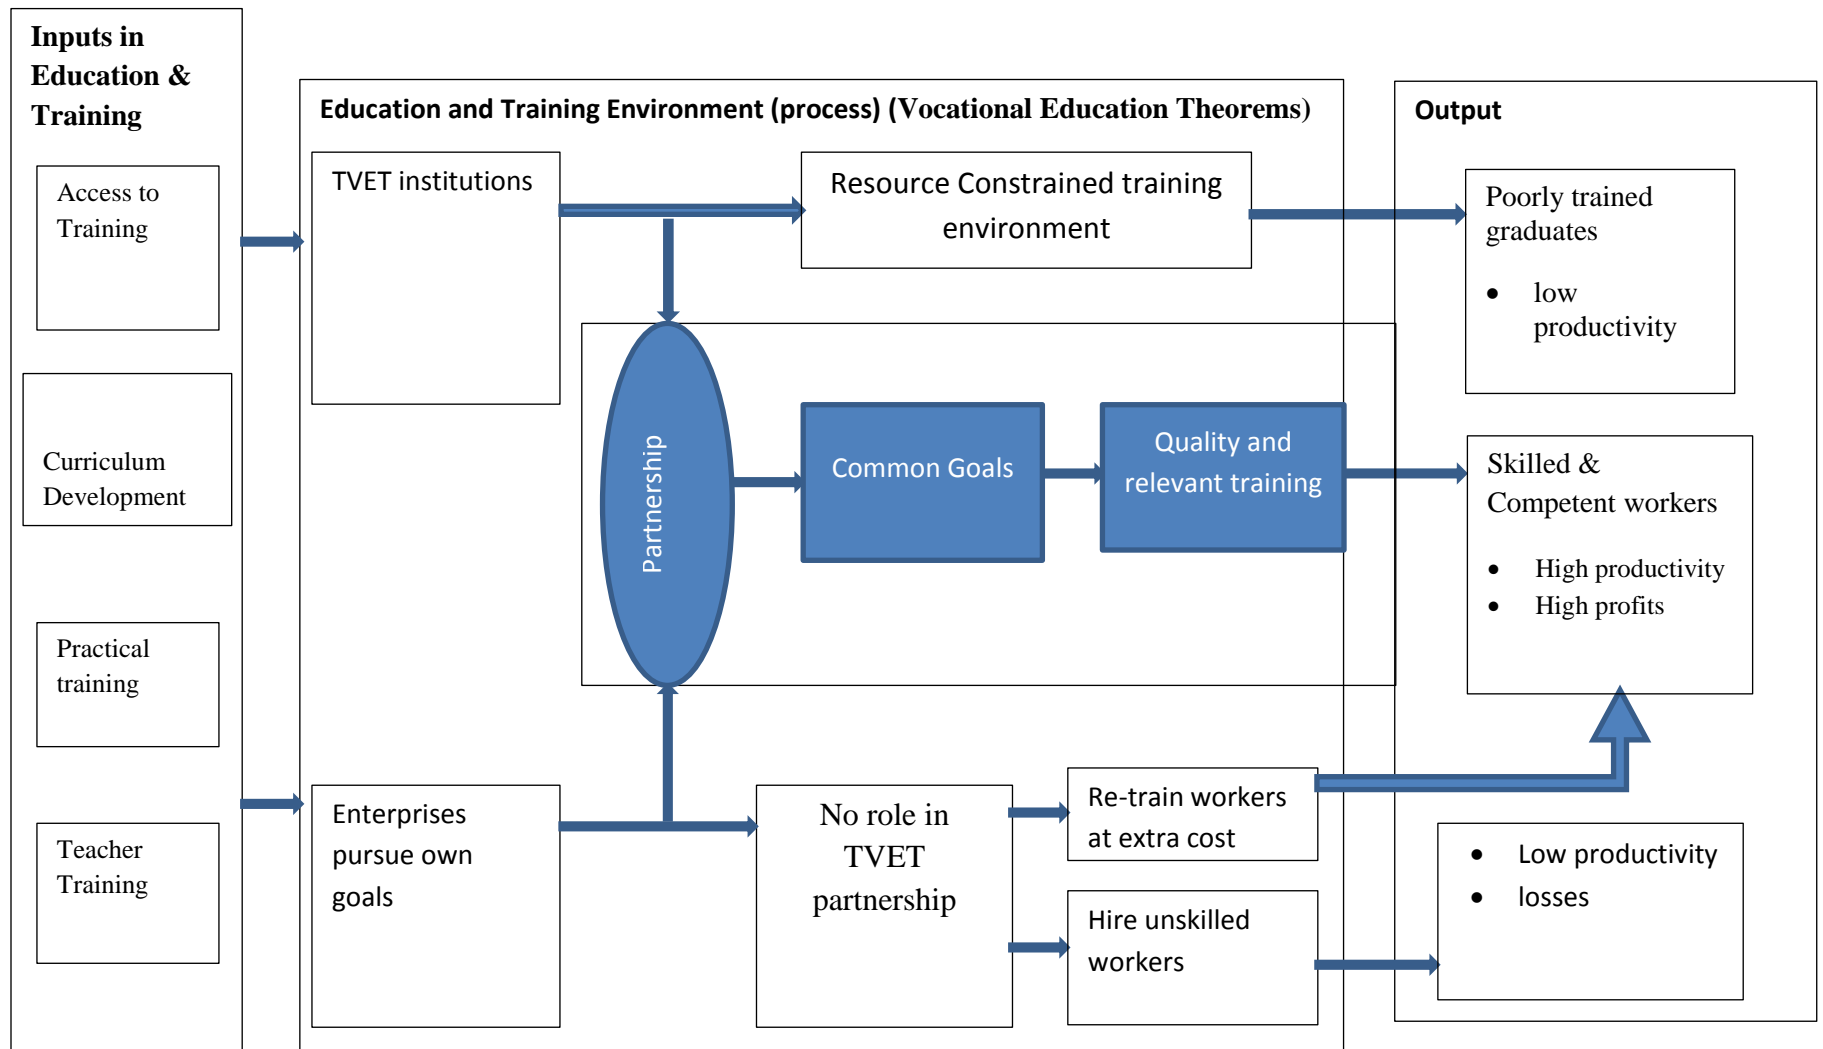 Inputs in
Education &
Training
Access to
Training
Curriculum
Development
Practical
training
Teacher
Training
Education and Training Environment (process) (Vocational Education Theorems)
TVET institutions
Resource Constrained training
environment
Partnership
Common Goals
Quality and
relevant training
Enterprises
pursue own
goals
No role in
TVET
partnership
Re-train workers
at extra cost
Hire unskilled
workers
Output
Poorly trained
graduates
• low
productivity
Skilled &
Competent workers
• High productivity
• High profits
• Low productivity
• losses